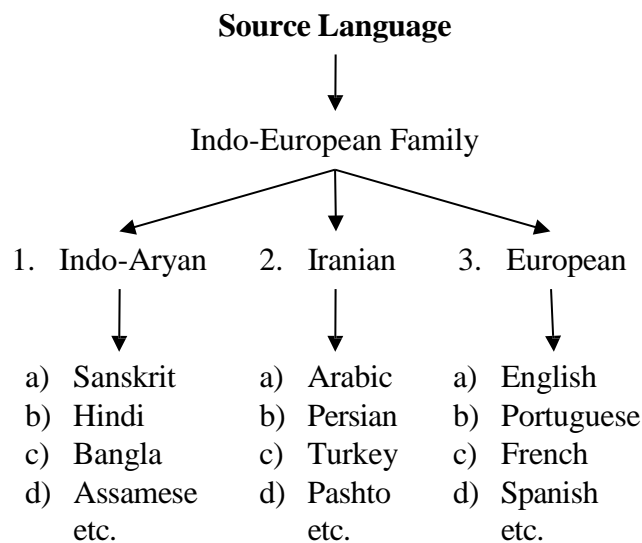 Source Language
Indo-European Family
1. Indo-Aryan 2. Iranian 3. European
a) Sanskrit a) Arabic a) English
b) Hindi b) Persian b) Portuguese
c) Bangla c) Turkey c) French
d) Assamese d) Pashto d) Spanish
etc. etc. etc.